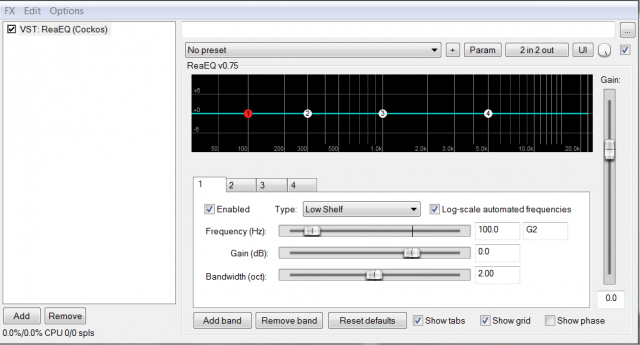 FX Edit Options
VST: ReaEQ (Cockos)
...
No preset + Param 2 in 2 out UI
ReaEQ v0.75
Gain:
+6
+0
-6
1 2 3 4
50 100 200 300 500 1.0k 2.0k 3.0k 5.0k 10.0k 20.0k
1 2 3 4
Enabled Type: Low Shelf Log-scale automated frequencies
Frequency (Hz): 100.0 G2
Gain (dB): 0.0
Bandwidth (oct): 2.00
0.0
Add Remove Add band Remove band Reset defaults Show tabs Show grid Show phase
0.0%/0.0% CPU 0/0 spls